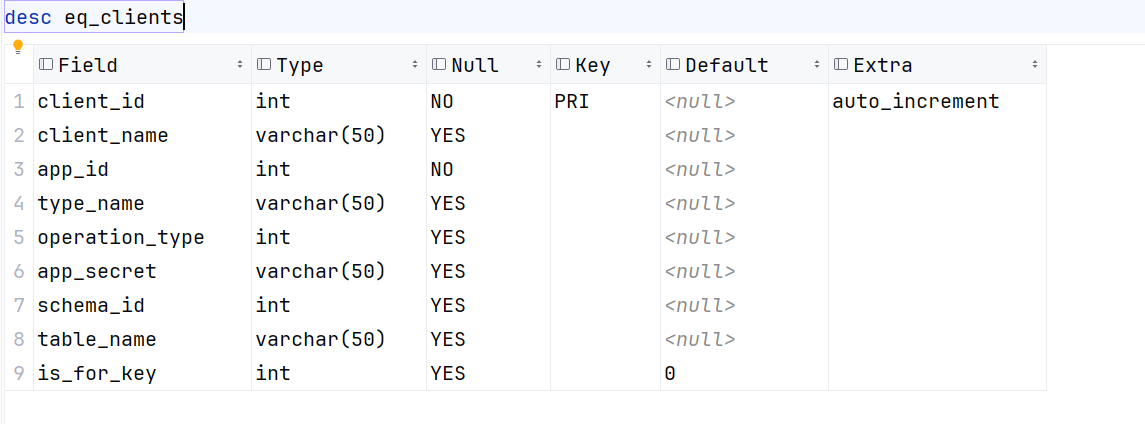 desc eq_clients
Field Type Null Key Default Extra
1 client_id int NO PRI <null> auto_increment
2 client_name varchar(50) YES <null>
3 app_id int NO <null>
4 type_name varchar(50) YES <null>
5 operation_type int YES <null>
6 app_secret varchar(50) YES <null>
7 schema_id int YES <null>
8 table_name varchar(50) YES <null>
9 is_for_key int YES 0